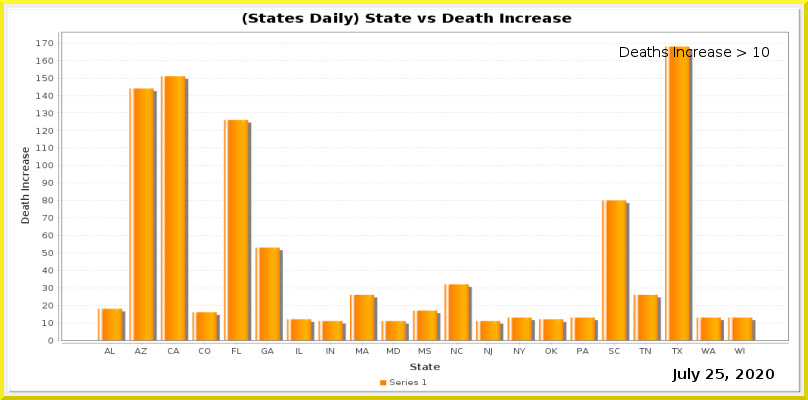 (States Daily) State vs Death Increase
Deaths Increase > 10
170
160
150
140
130
120
110
100
90
80
70
60
50
40
30
20
10
0
Death Increase
AL AZ CA CO FL GA IL IN MA MD MS NC NJ NY OK PA SC TN TX WA WI
State
Series 1
July 25, 2020